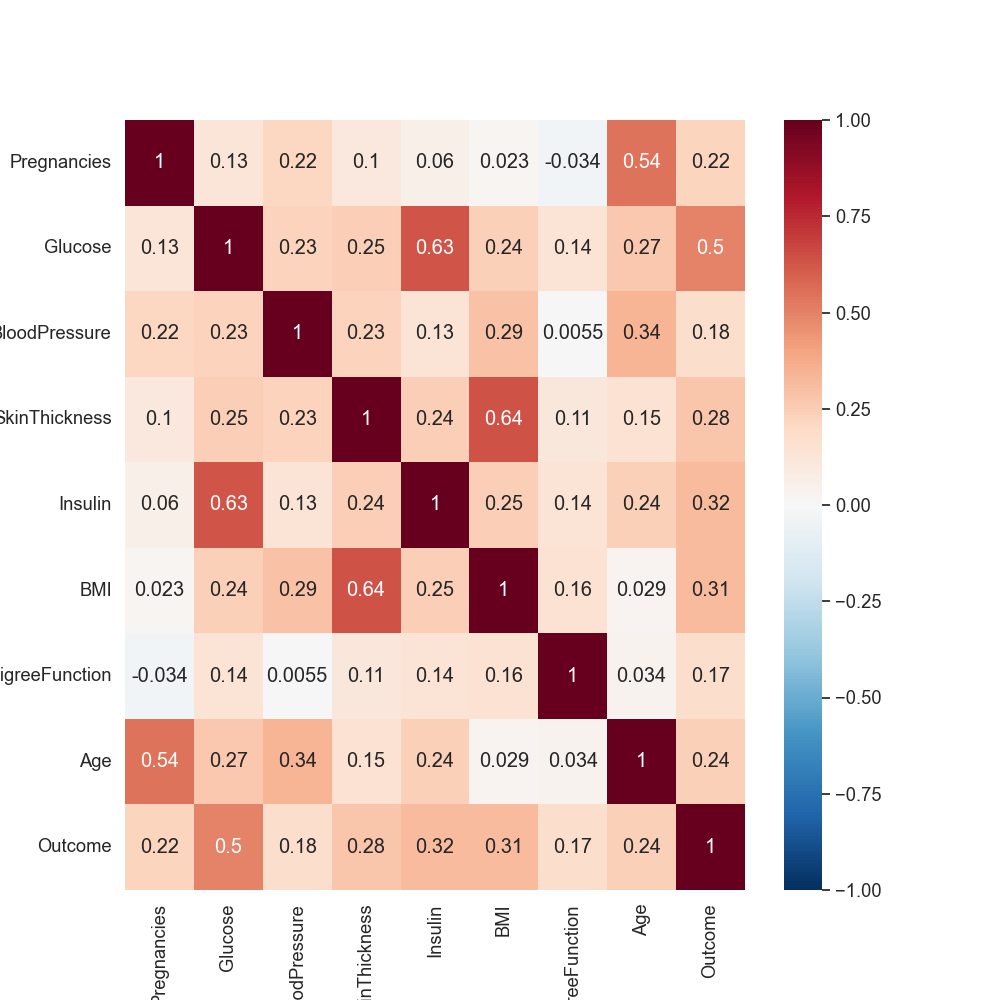 Pregnancies 1 0.13 0.22 0.1 0.06 0.023 -0.034 0.54 0.22
Glucose 0.13 1 0.23 0.25 0.63 0.24 0.14 0.27 0.5
loodPressure 0.22 0.23 1 0.23 0.13 0.29 0.0055 0.34 0.18
SkinThickness 0.1 0.25 0.23 1 0.24 0.64 0.11 0.15 0.28
Insulin 0.06 0.63 0.13 0.24 1 0.25 0.14 0.24 0.32
BMI 0.023 0.24 0.29 0.64 0.25 1 0.16 0.029 0.31
igreeFunction -0.034 0.14 0.0055 0.11 0.14 0.16 1 0.034 0.17
Age 0.54 0.27 0.34 0.15 0.24 0.029 0.034 1 0.24
Outcome 0.22 0.5 0.18 0.28 0.32 0.31 0.17 0.24 1
Pregnancies
Glucose
odPressure
inThickness
Insulin
BMI
reeFunction
Age
Outcome
1.00
0.75
0.50
0.25
0.00
−0.25
−0.50
−0.75
−1.00